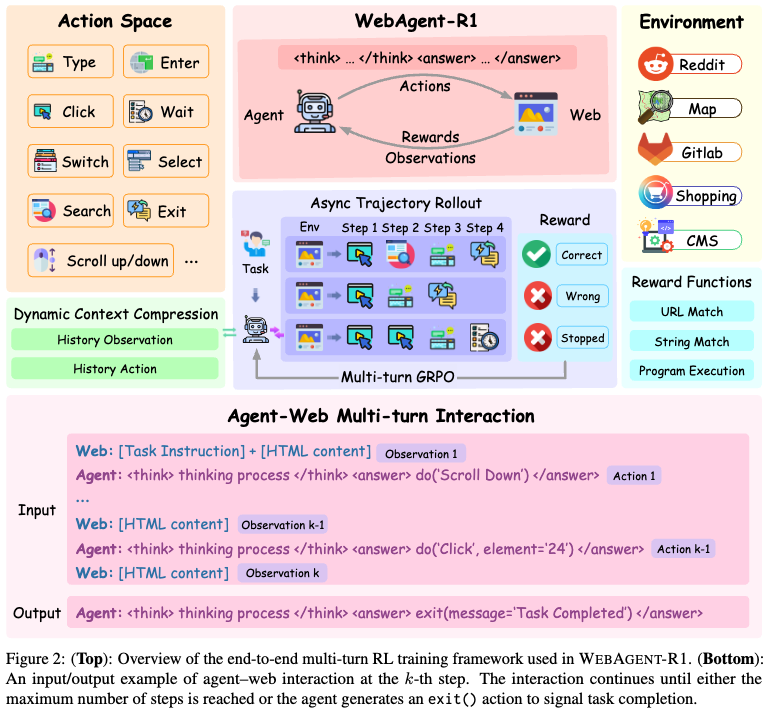 Action Space
Type
Enter
Click
Wait
Switch
Select
Search
Exit
Scroll up/down
...
Dynamic Context Compression
History Observation
History Action
WebAgent-R1
<think> ... </think> <answer> ... </answer>
Actions
Agent
Web
Rewards
Observations
Async Trajectory Rollout
Task
Env Step 1 Step 2 Step 3 Step 4
Reward
Correct
Wrong
Stopped
Multi-turn GRPO
Environment
Reddit
Map
Gitlab
Shopping
CMS
Reward Functions
URL Match
String Match
Program Execution
Agent-Web Multi-turn Interaction
Input
Web: [Task Instruction] + [HTML content] Observation 1
Agent: <think> thinking process </think> <answer> do('Scroll Down') </answer> Action 1
...
Web: [HTML content] Observation k-1
Agent: <think> thinking process </think> <answer> do('Click', element='24') </answer> Action k-1
Web: [HTML content] Observation k
Output
Agent: <think> thinking process </think> <answer> exit(message='Task Completed') </answer>
Figure 2: (Top): Overview of the end-to-end multi-turn RL training framework used in WEBAGENT-R1. (Bottom):
An input/output example of agent–web interaction at the k-th step. The interaction continues until either the
maximum number of steps is reached or the agent generates an exit() action to signal task completion.